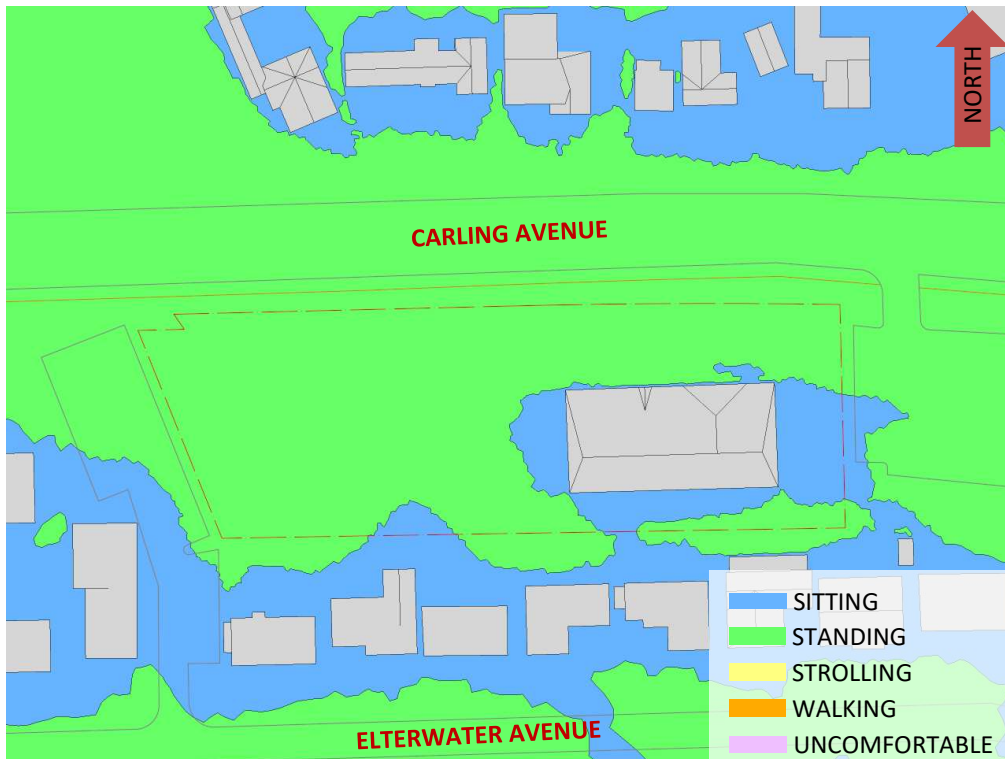 NORTH
CARLING AVENUE
SITTING
STANDING
STROLLING
WALKING
UNCOMFORTABLE
ELTERWATER AVENUE